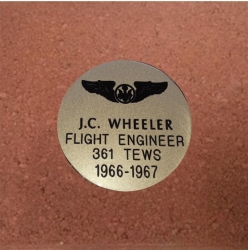 J.C. WHEELER
FLIGHT ENGINEER
361 TEWS
1966-1967